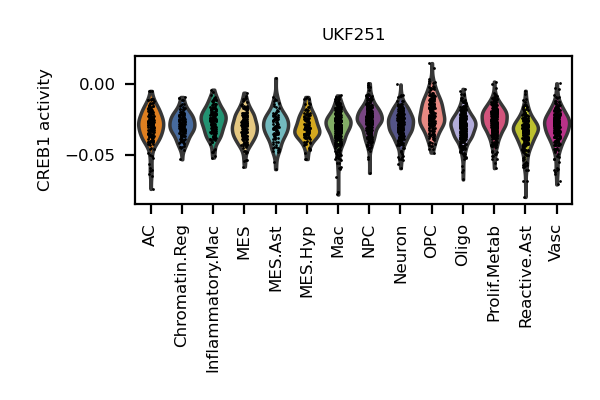 UKF251
CREB1 activity
0.00
−0.05
AC
Chromatin.Reg
Inflammatory.Mac
MES
MES.Ast
MES.Hyp
Mac
NPC
Neuron
OPC
Oligo
Prolif.Metab
Reactive.Ast
Vasc